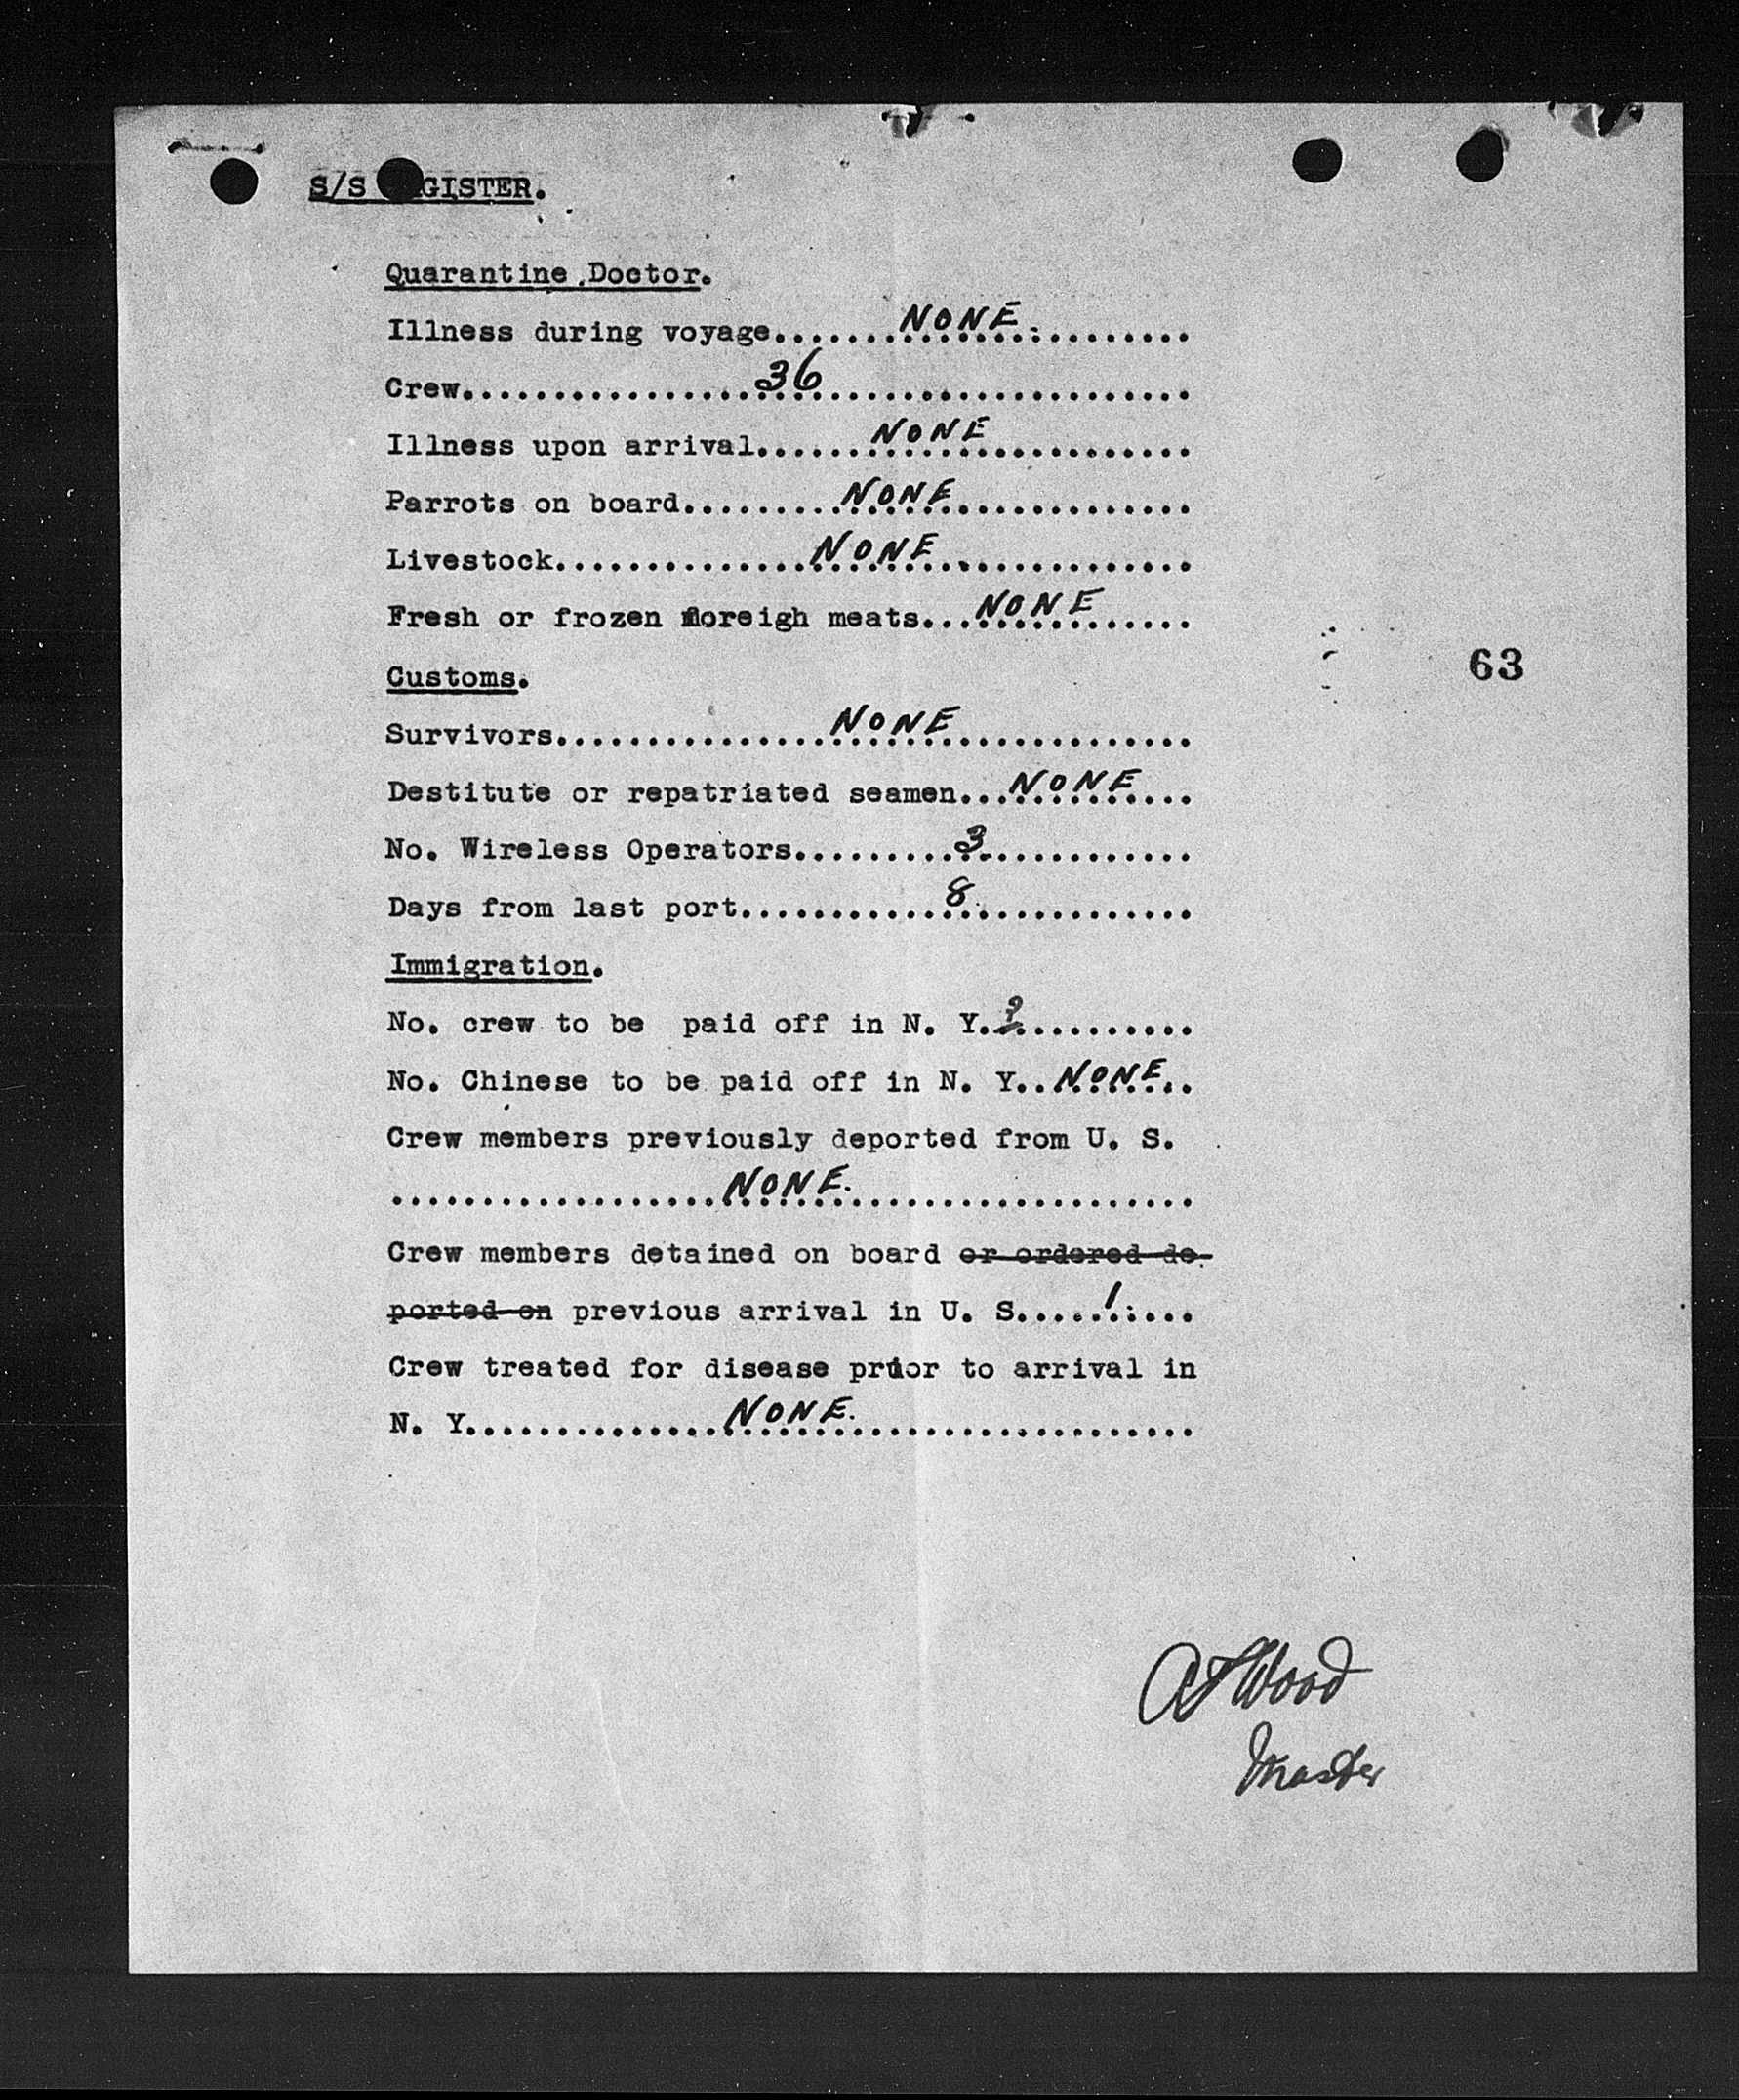 S/S GISTER.
Quarantine Doctor.
Illness during voyage.......NONE..........
Crew................36.....................
Illness upon arrival......NONE...........
Parrots on board.........NONE.............
Livestock..............NONE..............
Fresh or frozen foreigh meats...NONE.....
63
Customs.
Survivors...............NONE.............
Destitute or repatriated seamen...NONE...
No. Wireless Operators.........3...........
Days from last port...........8............
Immigration.
No. crew to be paid off in N. Y. ?..........
No. Chinese to be paid off in N. Y..NONE..
Crew members previously deported from U. S.
..................NONE...................
Crew members detained on board or ordered de-
ported on previous arrival in U. S.....1....
Crew treated for disease prior to arrival in
N. Y..............NONE...................
Wood
Master